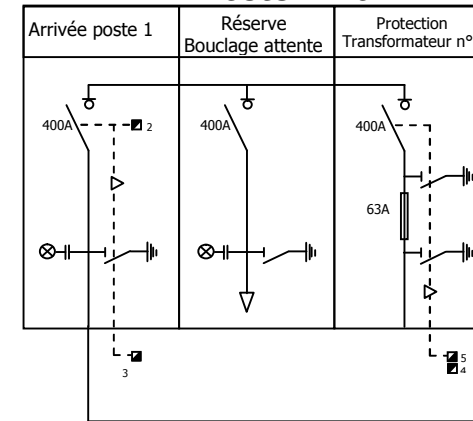 Arrivée poste 1
Réserve
Bouclage attente
Protection
Transformateur n°
400A
2
400A
400A
63A
3
5
4